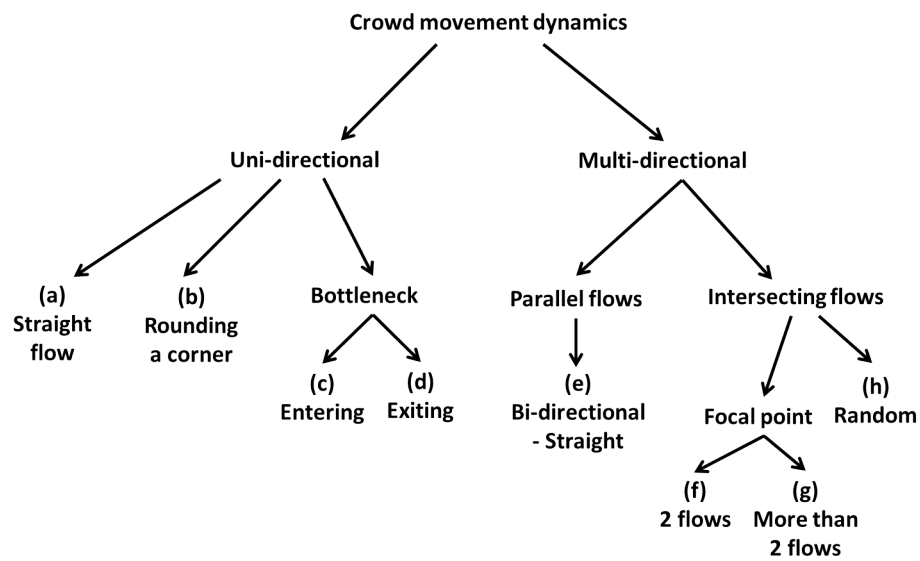 Crowd movement dynamics
Uni-directional
Multi-directional
(a)
Straight
flow
(b)
Rounding
a corner
Bottleneck
(c)
Entering
(d)
Exiting
Parallel flows
(e)
Bi-directional
- Straight
Intersecting flows
Focal point
(f)
2 flows
(g)
More than
2 flows
(h)
Random